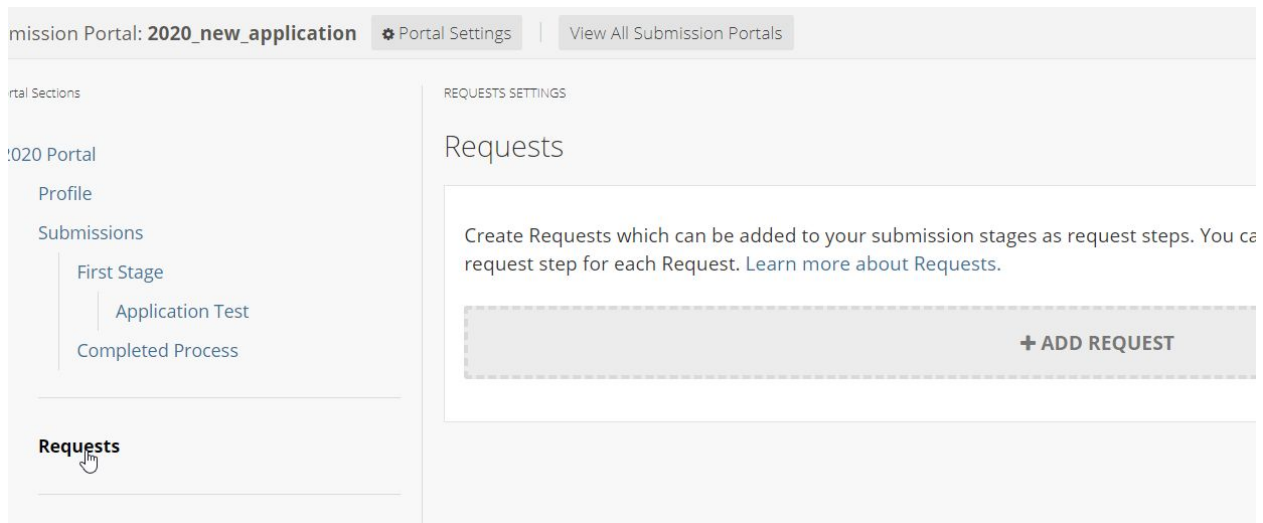 mission Portal: 2020_new_application Portal Settings View All Submission Portals
rtal Sections
2020 Portal
Profile
Submissions
First Stage
Application Test
Completed Process
Requests
REQUESTS SETTINGS
Requests
Create Requests which can be added to your submission stages as request steps. You ca
request step for each Request. Learn more about Requests.
+ ADD REQUEST